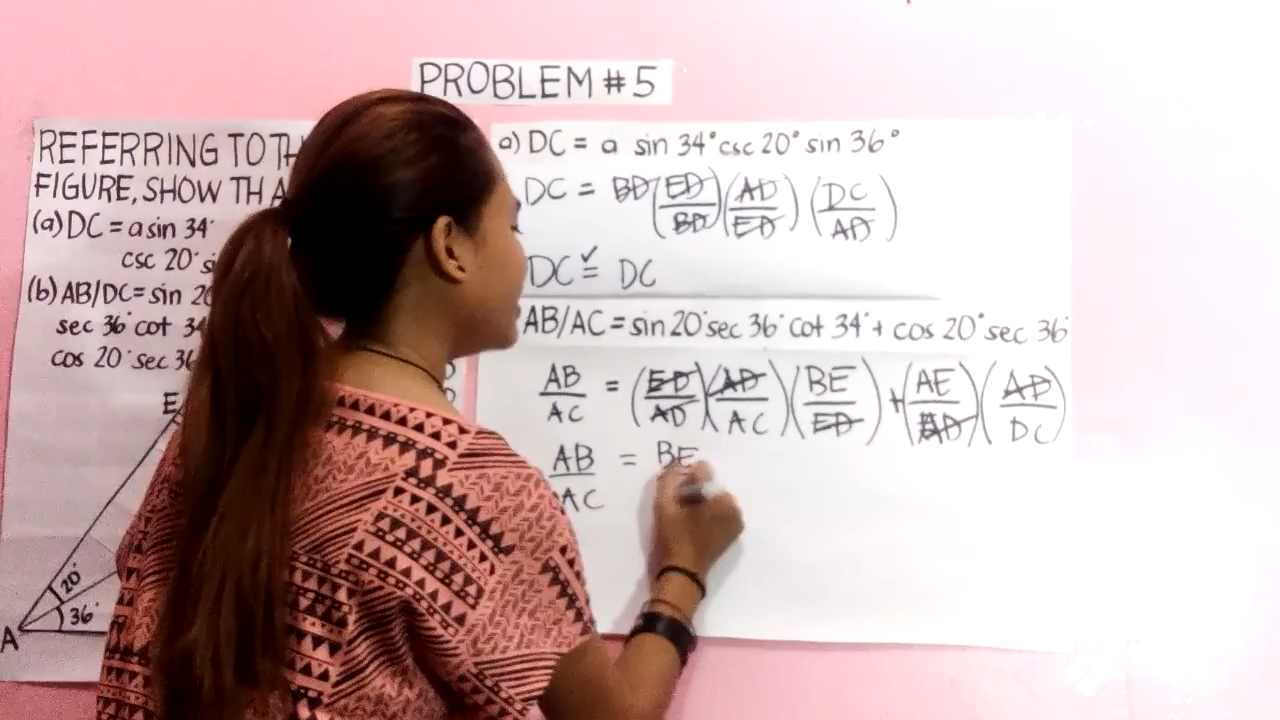 PROBLEM # 5
REFERRING TO TH
FIGURE, SHOW THA
(a) DC = a sin 34°
csc 20° si
(b) AB/DC = sin 20
sec 36° cot 34
cos 20° sec 36
E
20°
36°
A
a) DC = a sin 34° csc 20° sin 36°
DC = BD (ED/BD) (AD/ED) (DC/AD)
DC = DC
AB/AC = sin 20° sec 36° cot 34° + cos 20° sec 36°
AB/AC = (ED/AD) (AD/AC) (BE/ED) + (AE/AD) (AD/DC)
AB/AC = BE